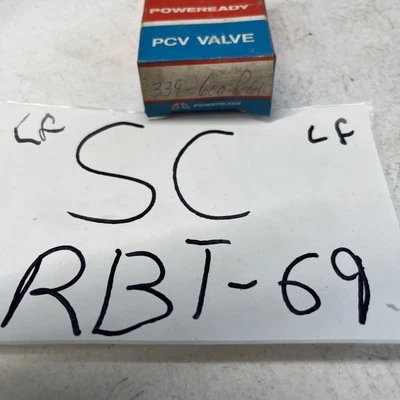 POWEREADY
PCV VALVE
POWEREADY
LF SC LF
RBT-69